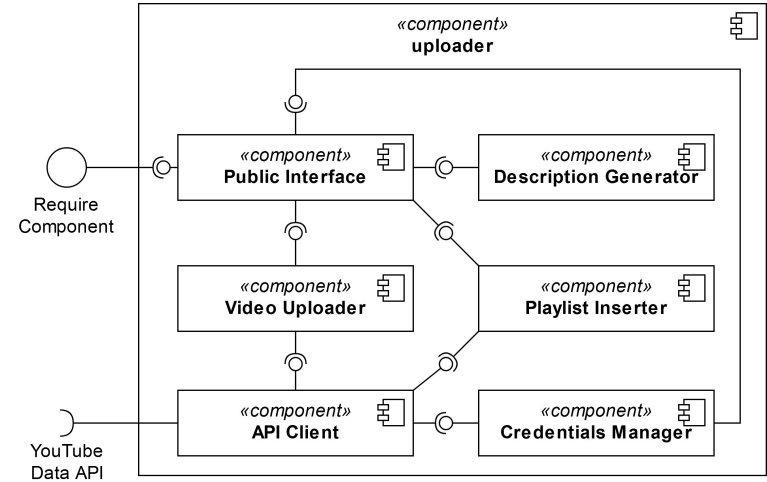 «component»
uploader
«component»
Public Interface
«component»
Description Generator
Require
Component
«component»
Video Uploader
«component»
Playlist Inserter
«component»
API Client
«component»
Credentials Manager
YouTube
Data API